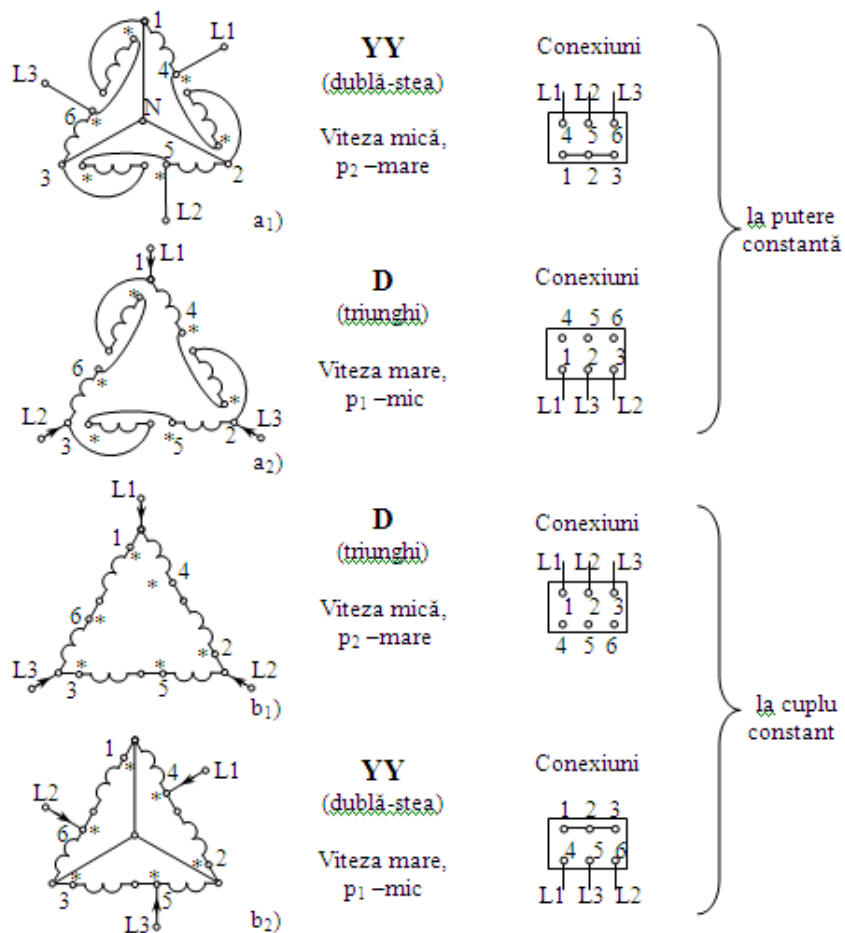 1
L1
L3
4
*
*
6
*
N
*
5
3
*
*
2
L2
a₁)
YY
(dublă-stea)
Viteza mică,
p₂ –mare
Conexiuni
L1 L2 L3
4 5 6
1 2 3
1 L1
*
4
*
6
*
*
L2
3
*
*5
2
L3
a₂)
D
(triunghi)
Viteza mare,
p₁ –mic
Conexiuni
4 5 6
1 2 3
L1 L3 L2
la putere
constantă
L1
1
*
*
4
6
*
*
2
L3
3
*
*
5
L2
b₁)
D
(triunghi)
Viteza mică,
p₂ –mare
Conexiuni
L1 L2 L3
1 2 3
4 5 6
1
*
4
L1
*
L2
6
*
*
2
3
*
*
5
L3
b₂)
YY
(dublă-stea)
Viteza mare,
p₁ –mic
Conexiuni
1 2 3
4 5 6
L1 L3 L2
la cuplu
constant